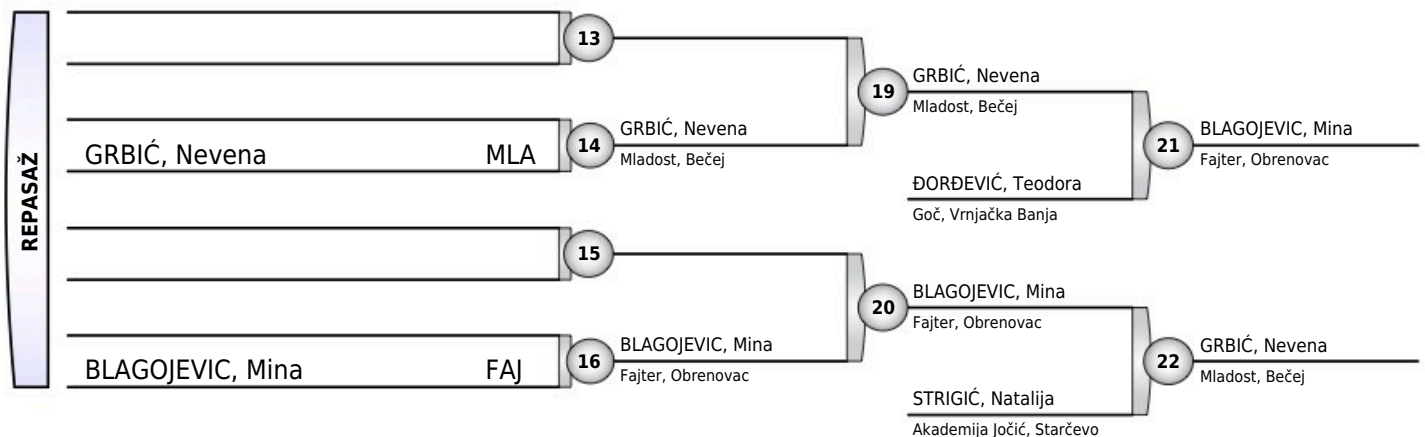 REPASAŽ
13
GRBIĆ, Nevena MLA
14
GRBIĆ, Nevena
Mladost, Bečej
19
GRBIĆ, Nevena
Mladost, Bečej
ĐORĐEVIĆ, Teodora
Goč, Vrnjačka Banja
21
BLAGOJEVIC, Mina
Fajter, Obrenovac
15
BLAGOJEVIC, Mina FAJ
16
BLAGOJEVIC, Mina
Fajter, Obrenovac
20
BLAGOJEVIC, Mina
Fajter, Obrenovac
STRIGIĆ, Natalija
Akademija Jočić, Starčevo
22
GRBIĆ, Nevena
Mladost, Bečej